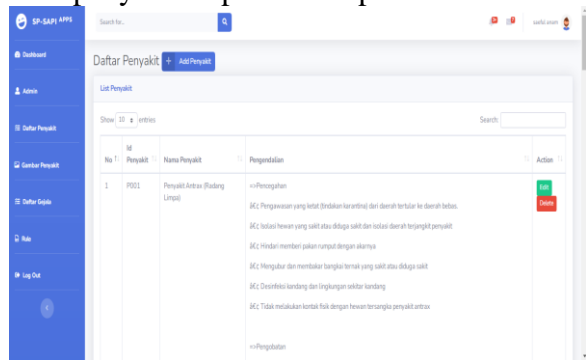 SP-SAPI APPS
Search for...
saeful anam
Dashboard
Admin
Daftar Penyakit
Gambar Penyakit
Daftar Gejala
Rule
Log Out
Daftar Penyakit + Add Penyakit
List Penyakit
Show 10 entries
Search:
No
Id Penyakit
Nama Penyakit
Pengendalian
Action
1
P001
Penyakit Antrax (Radang
Limpa)
=>Pencegahan
• Pengawasan yang ketat (tindakan karantina) dari daerah tertular ke daerah bebas.
• Isolasi hewan yang sakit atau diduga sakit dan isolasi daerah terjangkit penyakit
• Hindari memberi pakan rumput dengan akarnya
• Mengubur dan membakar bangkai ternak yang sakit atau diduga sakit
• Desinfeksi kandang dan lingkungan sekitar kandang
• Tidak melakukan kontak fisik dengan hewan tersangka penyakit antrax
=>Pengobatan
Edit
Delete